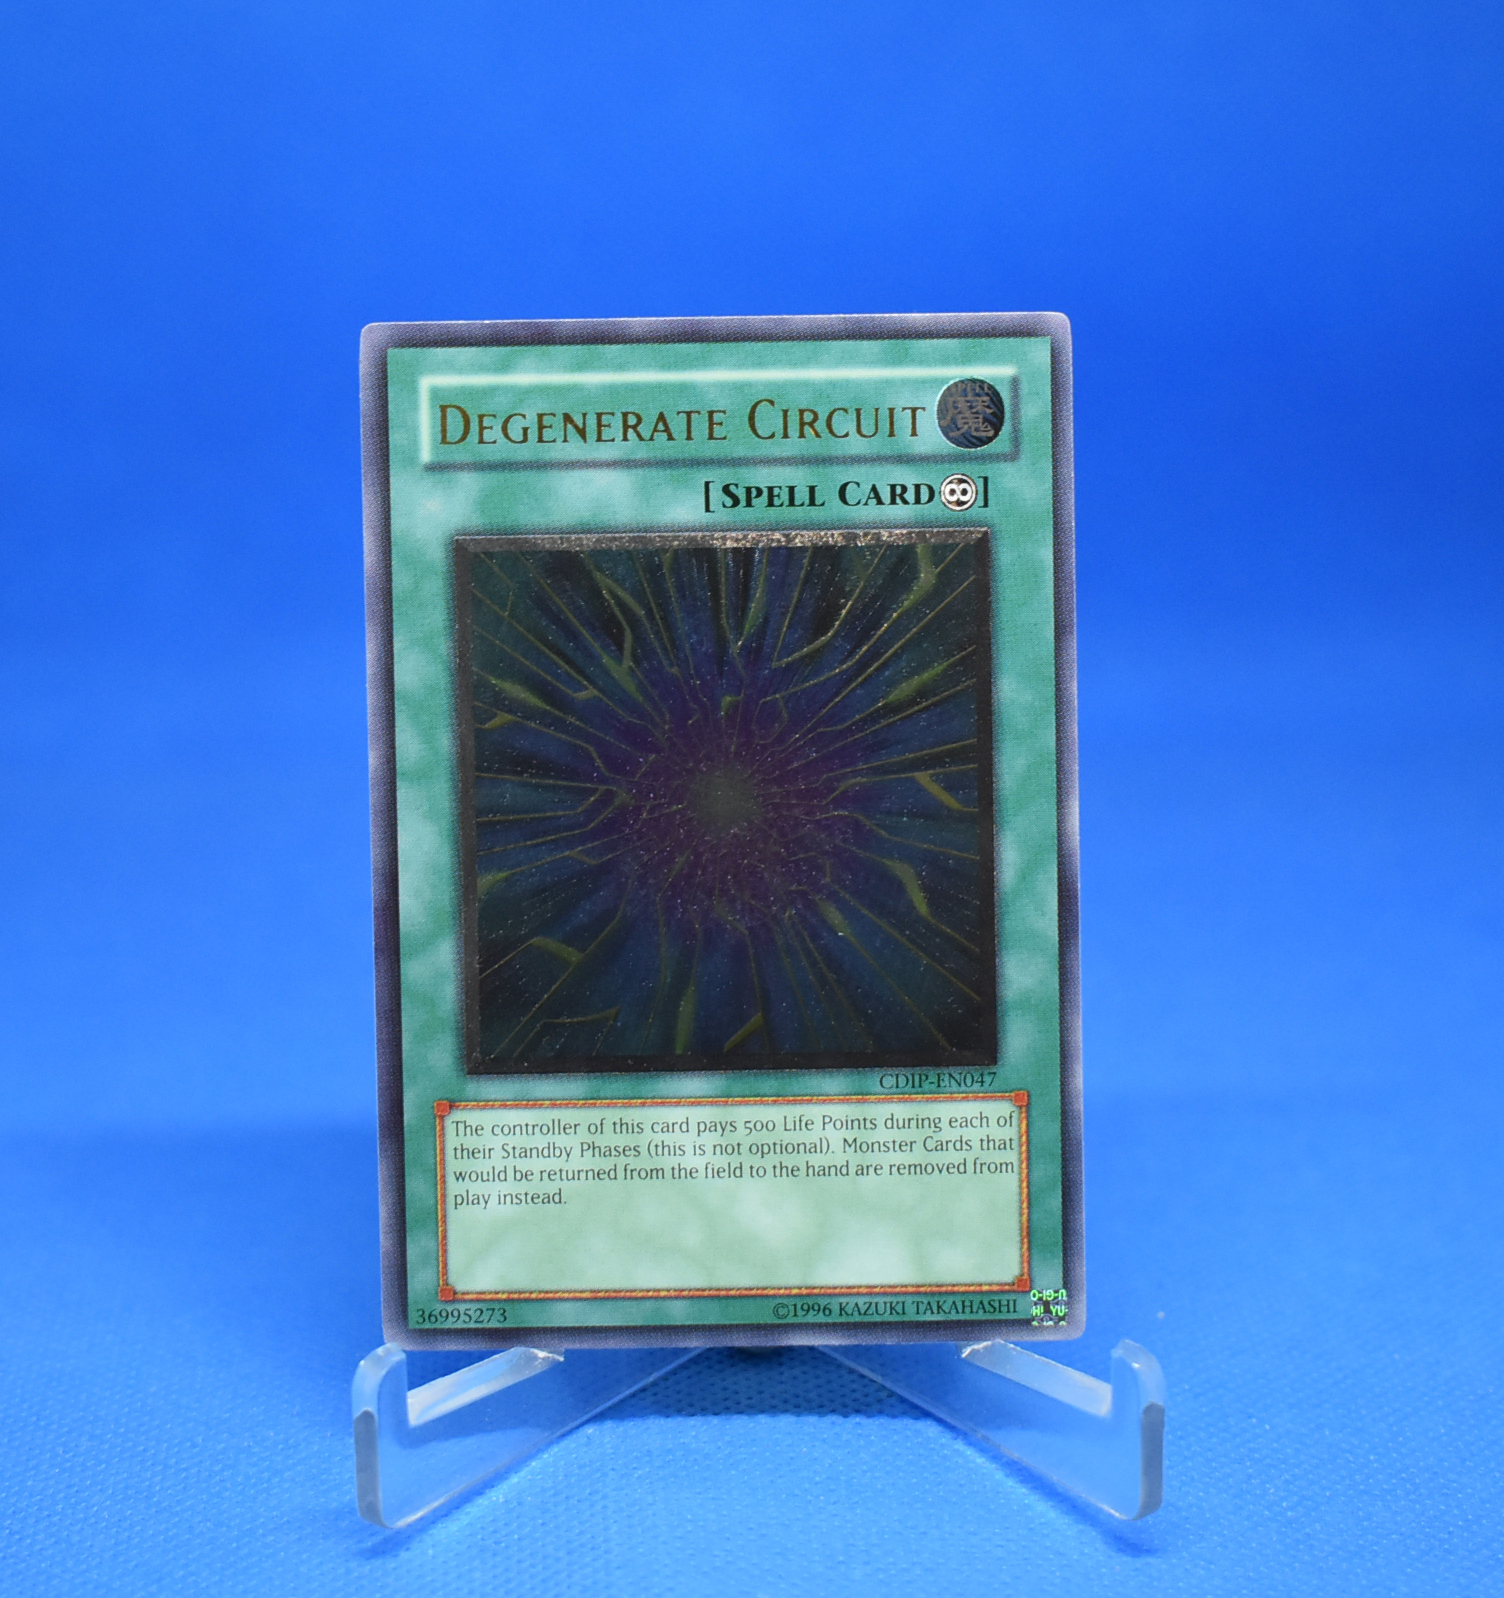 DEGENERATE CIRCUIT
SPELL
魔
[SPELL CARD∞]
CDIP-EN047
The controller of this card pays 500 Life Points during each of
their Standby Phases (this is not optional). Monster Cards that
would be returned from the field to the hand are removed from
play instead.
36995273
©1996 KAZUKI TAKAHASHI